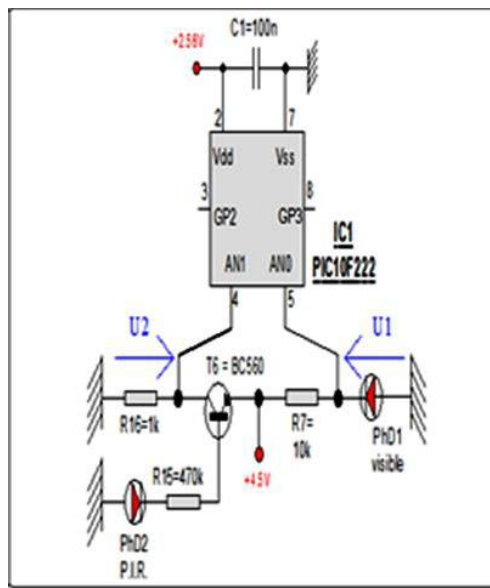 C1=100n
+2.56V
2
7
Vdd
Vss
3
8
GP2
GP3
IC1
PIC10F222
AN1
AN0
4
5
U2
U1
T6 = BC560
R16=1k
R7=
10k
PhD1
visible
+4.5V
R15=470k
PhD2
P.I.R.